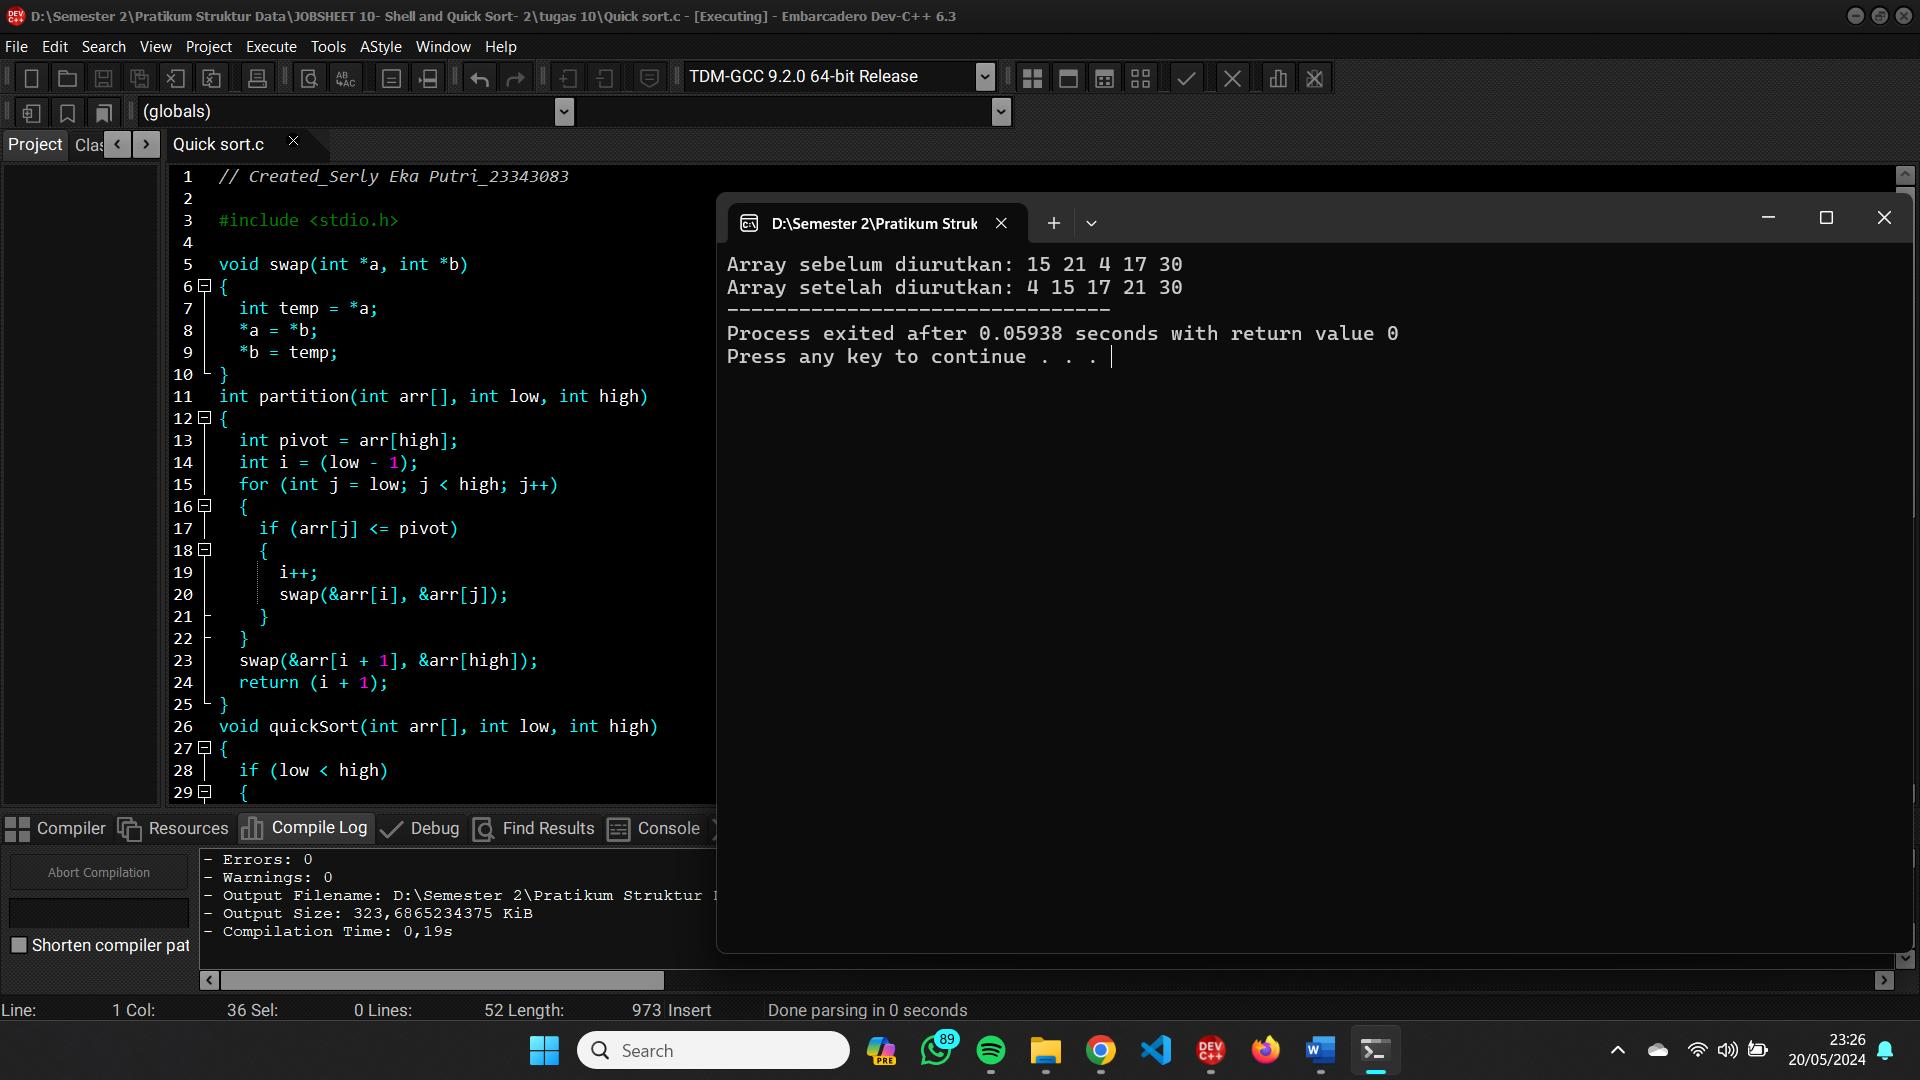 D:\Semester 2\Pratikum Struktur Data\JOBSHEET 10- Shell and Quick Sort- 2\tugas 10\Quick sort.c - [Executing] - Embarcadero Dev-C++ 6.3
File Edit Search View Project Execute Tools AStyle Window Help
TDM-GCC 9.2.0 64-bit Release
(globals)
Project Clas
Quick sort.c
1 // Created_Serly Eka Putri_23343083
2
3 #include <stdio.h>
4
5 void swap(int *a, int *b)
6 {
7 int temp = *a;
8 *a = *b;
9 *b = temp;
10 }
11 int partition(int arr[], int low, int high)
12 {
13 int pivot = arr[high];
14 int i = (low - 1);
15 for (int j = low; j < high; j++)
16 {
17 if (arr[j] <= pivot)
18 {
19 i++;
20 swap(&arr[i], &arr[j]);
21 }
22 }
23 swap(&arr[i + 1], &arr[high]);
24 return (i + 1);
25 }
26 void quickSort(int arr[], int low, int high)
27 {
28 if (low < high)
29 {
D:\Semester 2\Pratikum Struk
Array sebelum diurutkan: 15 21 4 17 30
Array setelah diurutkan: 4 15 17 21 30
--------------------------------
Process exited after 0.05938 seconds with return value 0
Press any key to continue . . .
Compiler Resources Compile Log Debug Find Results Console
Abort Compilation
Shorten compiler pat
- Errors: 0
- Warnings: 0
- Output Filename: D:\Semester 2\Pratikum Struktur
- Output Size: 323,6865234375 KiB
- Compilation Time: 0,19s
Line: 1 Col: 36 Sel: 0 Lines: 52 Length: 973 Insert Done parsing in 0 seconds
Search
PRE
89
DEV C++
W
23:26
20/05/2024